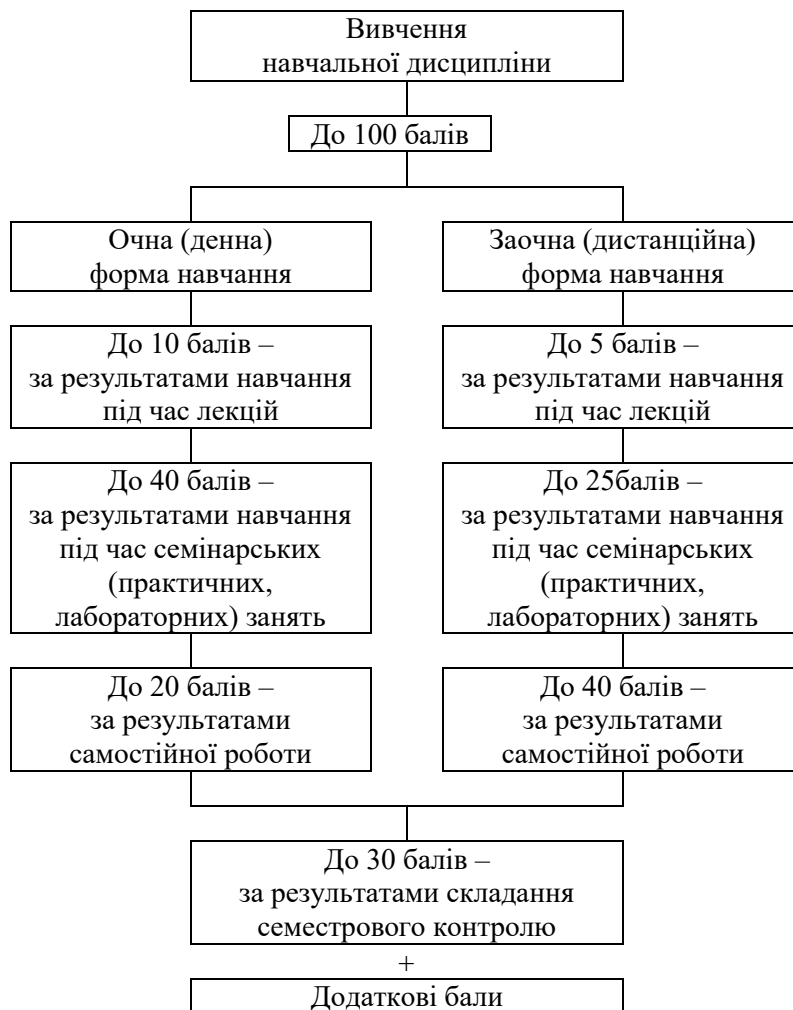 Вивчення
навчальної дисципліни
До 100 балів
Очна (денна)
форма навчання
Заочна (дистанційна)
форма навчання
До 10 балів –
за результатами навчання
під час лекцій
До 5 балів –
за результатами навчання
під час лекцій
До 40 балів –
за результатами навчання
під час семінарських
(практичних,
лабораторних) занять
До 25балів –
за результатами навчання
під час семінарських
(практичних,
лабораторних) занять
До 20 балів –
за результатами
самостійної роботи
До 40 балів –
за результатами
самостійної роботи
До 30 балів –
за результатами складання
семестрового контролю
+
Додаткові бали